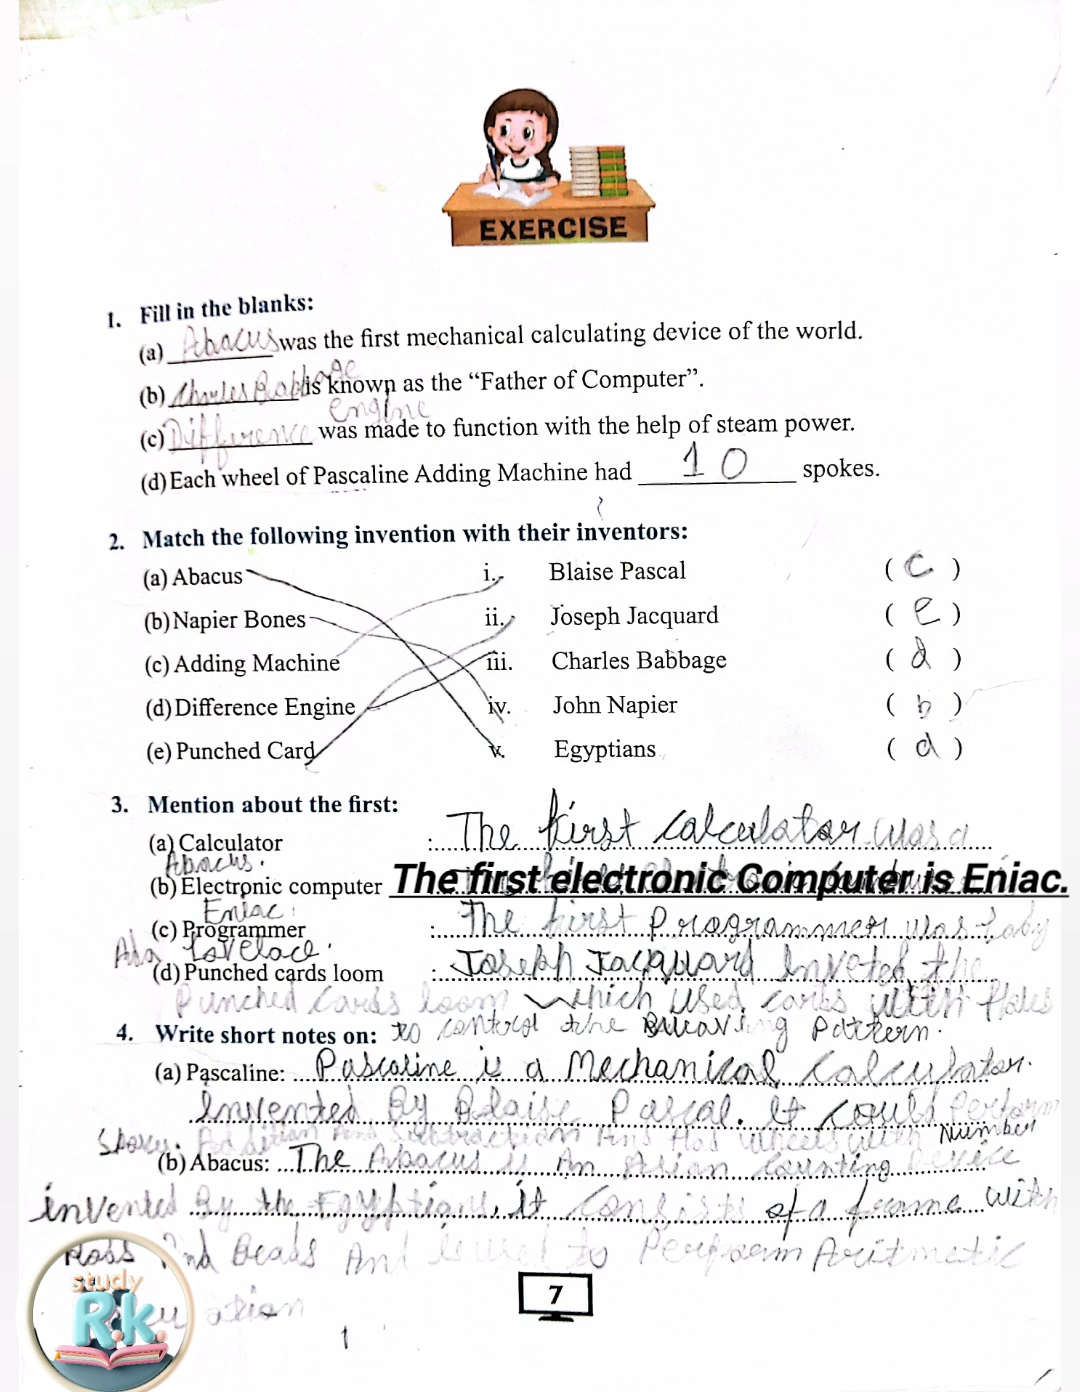 EXERCISE
1. Fill in the blanks:
(a) Abacus was the first mechanical calculating device of the world.
(b) Charles Babbage is known as the “Father of Computer”.
engine
(c) Difference was made to function with the help of steam power.
(d) Each wheel of Pascaline Adding Machine had 10 spokes.
2. Match the following invention with their inventors:
(a) Abacus i. Blaise Pascal ( C )
(b) Napier Bones ii. Joseph Jacquard ( e )
(c) Adding Machine iii. Charles Babbage ( d )
(d) Difference Engine iv. John Napier ( b )
(e) Punched Card v. Egyptians ( d )
3. Mention about the first:
(a) Calculator : The first calculator was a
Abacus.
(b) Electronic computer The first electronic Computer is Eniac.
Eniac
(c) Programmer : The first Programmer was Lady
Ada Lovelace.
(d) Punched cards loom : Joseph Jacquard Inveted the
Punched Cards loom which used cards with Holes
4. Write short notes on: to control the weaving pattern.
(a) Pascaline: Pascaline is a Mechanical Calculator.
Invented By Blaise Pascal. It could Perform
Addition And Subtraction And Has wheels with Number
(b) Abacus: The Abacus is An Asian Counting Device
invented By the Egyptions, it Consists of a frame with
Rods And Beads And is used to Perform Aritmetic
study
R.k.
7
1